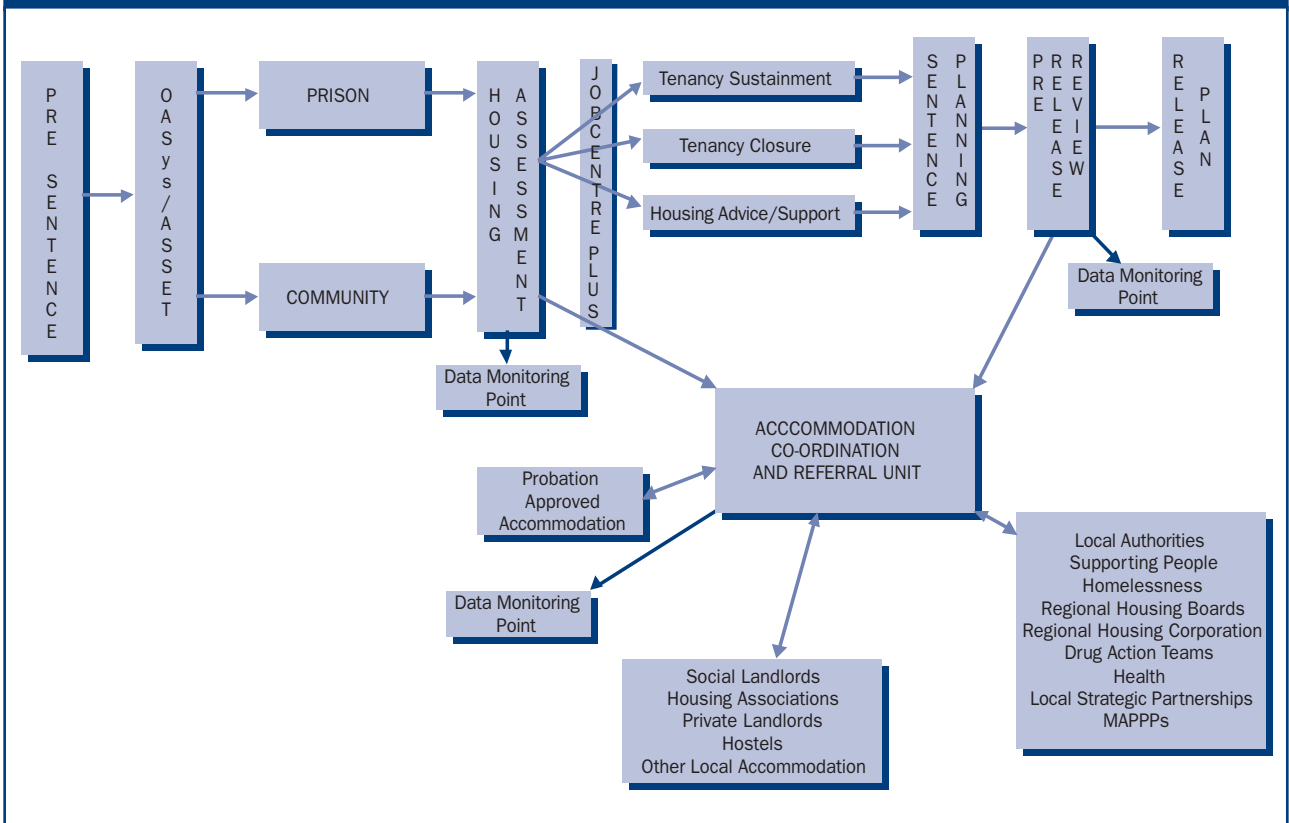 PRE SENTENCE
OASys/ASSET
PRISON
COMMUNITY
HOUSING ASSESSMENT
JOBCENTRE PLUS
Tenancy Sustainment
Tenancy Closure
Housing Advice/Support
SENTENCE PLANNING
PRE RELEASE REVIEW
RELEASE PLAN
Data Monitoring
Point
Data Monitoring
Point
ACCCOMMODATION
CO-ORDINATION
AND REFERRAL UNIT
Probation
Approved
Accommodation
Data Monitoring
Point
Social Landlords
Housing Associations
Private Landlords
Hostels
Other Local Accommodation
Local Authorities
Supporting People
Homelessness
Regional Housing Boards
Regional Housing Corporation
Drug Action Teams
Health
Local Strategic Partnerships
MAPPPs